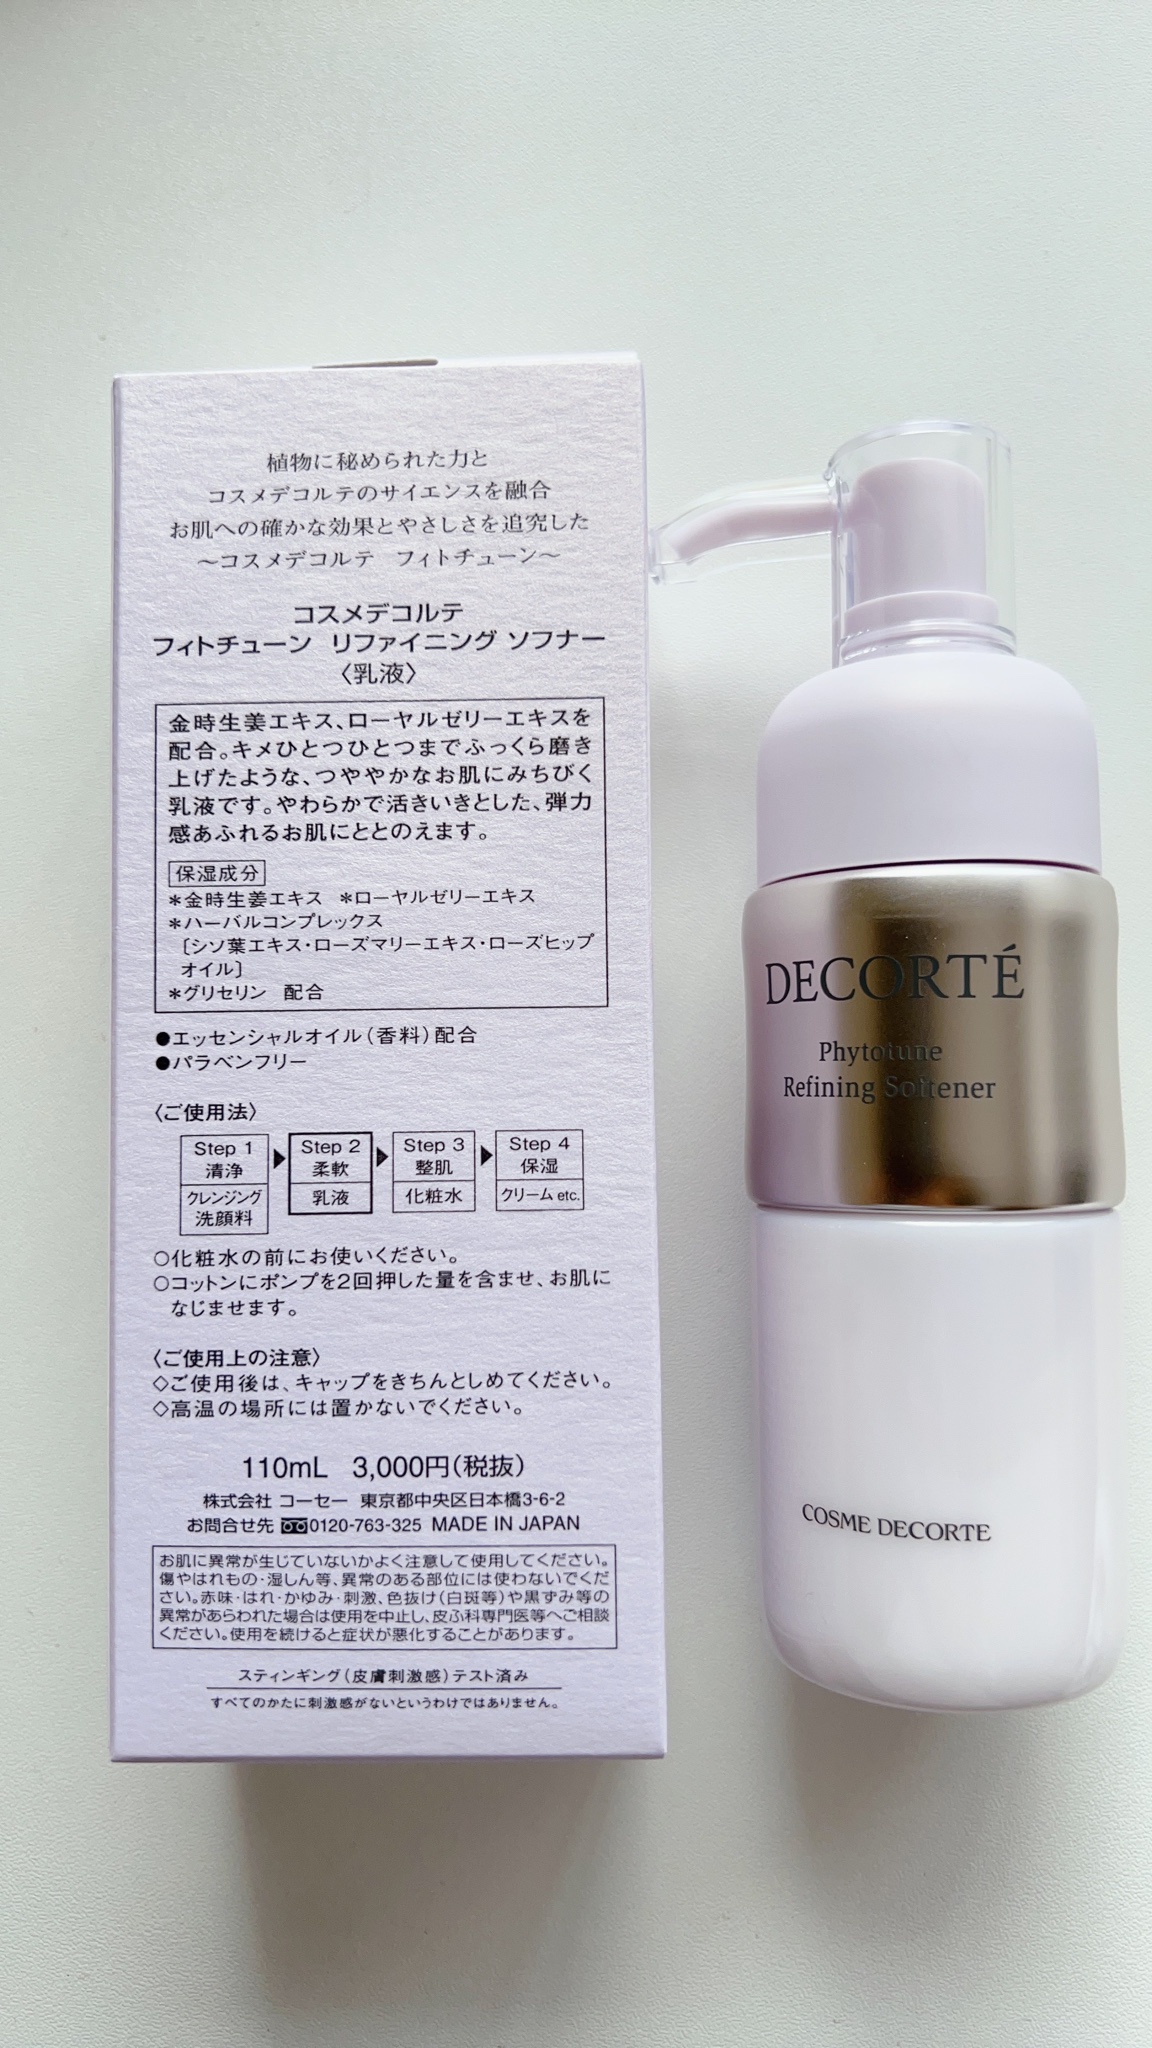 植物に秘められた力と
コスメデコルテのサイエンスを融合
お肌への確かな効果とやさしさを追究した
～コスメデコルテ　フィトチューン～
コスメデコルテ
フィトチューン リファイニング ソフナー
〈乳液〉
金時生姜エキス、ローヤルゼリーエキスを
配合。キメひとつひとつまでふっくら磨き
上げたような、つややかなお肌にみちびく
乳液です。やわらかで活きいきとした、弾力
感あふれるお肌にととのえます。
保湿成分
＊金時生姜エキス ＊ローヤルゼリーエキス
＊ハーバルコンプレックス
〔シソ葉エキス・ローズマリーエキス・ローズヒップ
オイル〕
＊グリセリン 配合
●エッセンシャルオイル（香料）配合
●パラベンフリー
〈ご使用法〉
Step 1 Step 2 Step 3 Step 4
清浄 柔軟 整肌 保湿
クレンジング 乳液 化粧水 クリーム etc.
洗顔料
○化粧水の前にお使いください。
○コットンにポンプを2回押した量を含ませ、お肌に
なじませます。
〈ご使用上の注意〉
◇ご使用後は、キャップをきちんとしめてください。
◇高温の場所には置かないでください。
110mL 3,000円（税抜）
株式会社 コーセー 東京都中央区日本橋3-6-2
お問合せ先 0120-763-325 MADE IN JAPAN
お肌に異常が生じていないかよく注意して使用してください。
傷やはれもの・湿しん等、異常のある部位には使わないでくだ
さい。赤味・はれ・かゆみ・刺激、色抜け（白斑等）や黒ずみ等の
異常があらわれた場合は使用を中止し、皮ふ科専門医等へご相談
ください。使用を続けると症状が悪化することがあります。
スティンギング（皮膚刺激感）テスト済み
すべてのかたに刺激感がないというわけではありません。
DECORTÉ
Phytotune
Refining Softener
COSME DECORTE